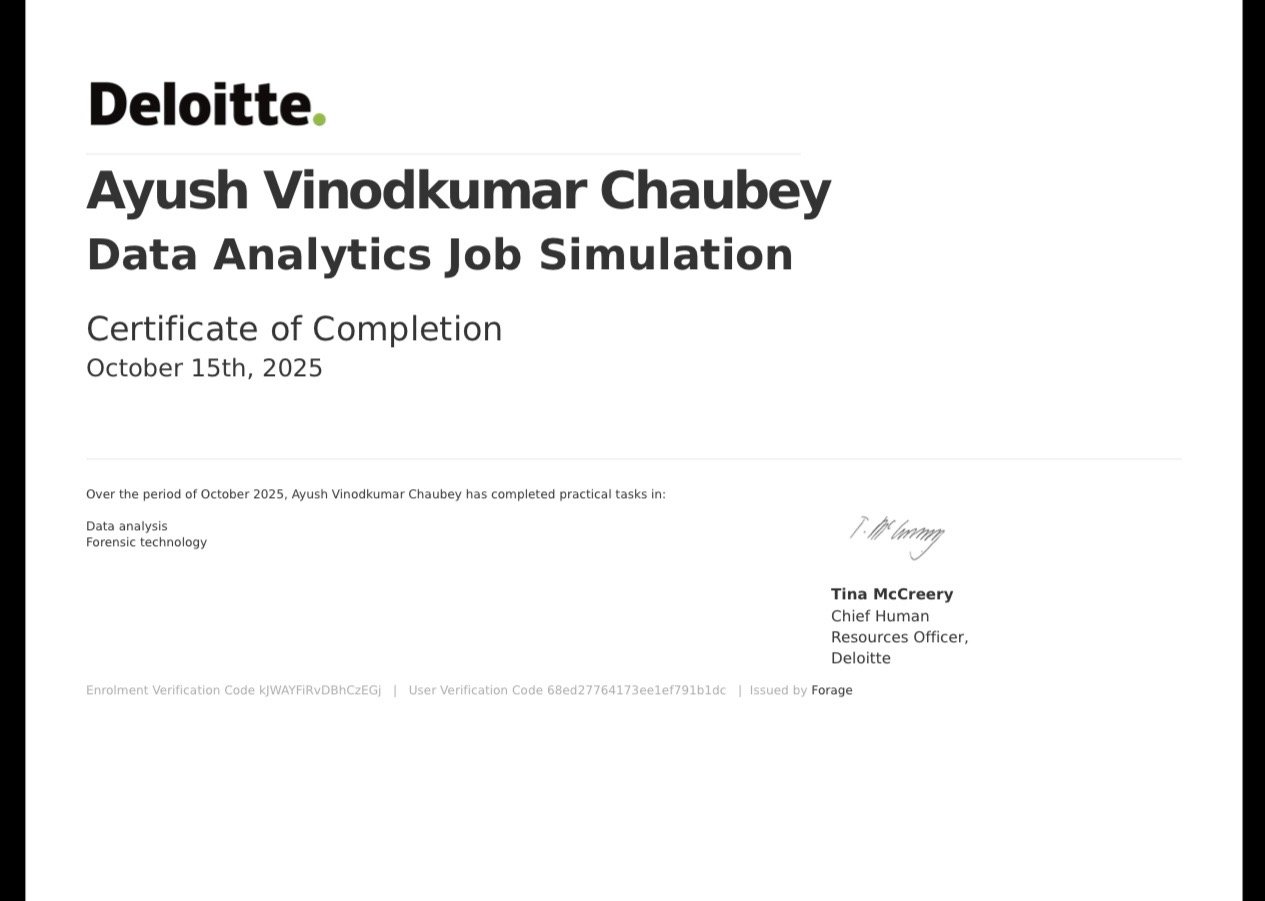 Deloitte.
Ayush Vinodkumar Chaubey
Data Analytics Job Simulation
Certificate of Completion
October 15th, 2025
Over the period of October 2025, Ayush Vinodkumar Chaubey has completed practical tasks in:
Data analysis
Forensic technology
T. McCreery
Tina McCreery
Chief Human
Resources Officer,
Deloitte
Enrolment Verification Code kJWAYFiRvDBhCzEGj | User Verification Code 68ed27764173ee1ef791b1dc | Issued by Forage